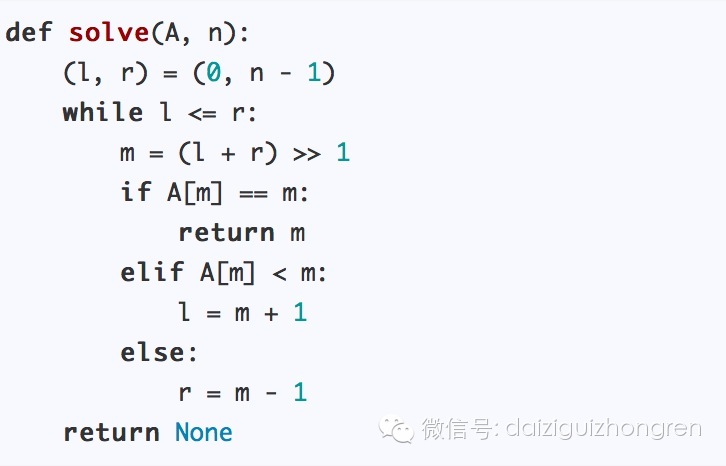 def solve(A, n):
    (l, r) = (0, n - 1)
    while l <= r:
        m = (l + r) >> 1
        if A[m] == m:
            return m
        elif A[m] < m:
            l = m + 1
        else:
            r = m - 1
    return None
微信号: daiziguizhongren